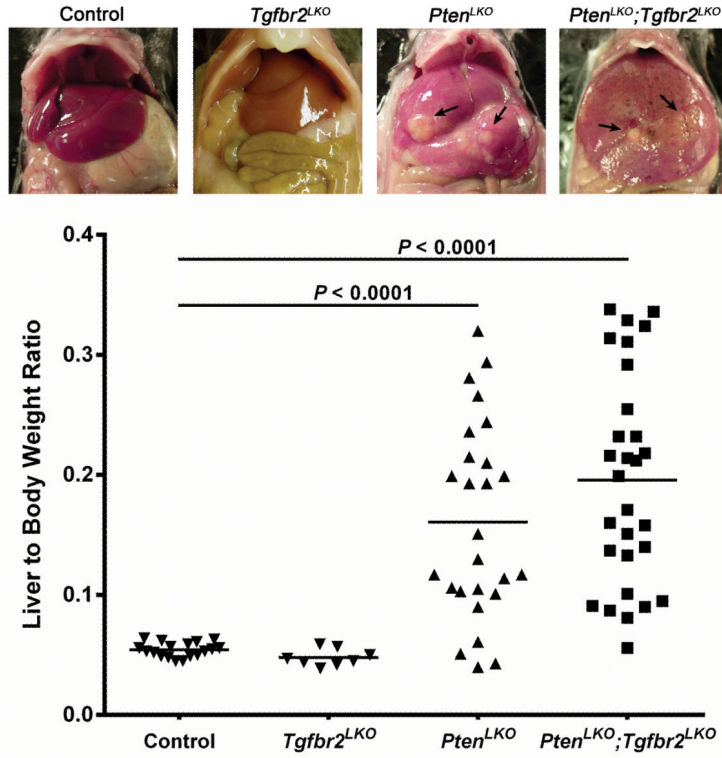 Control Tgfbr2LKO PtenLKO PtenLKO;Tgfbr2LKO
P < 0.0001
P < 0.0001
Liver to Body Weight Ratio
0.4
0.3
0.2
0.1
0.0
Control Tgfbr2LKO PtenLKO PtenLKO;Tgfbr2LKO